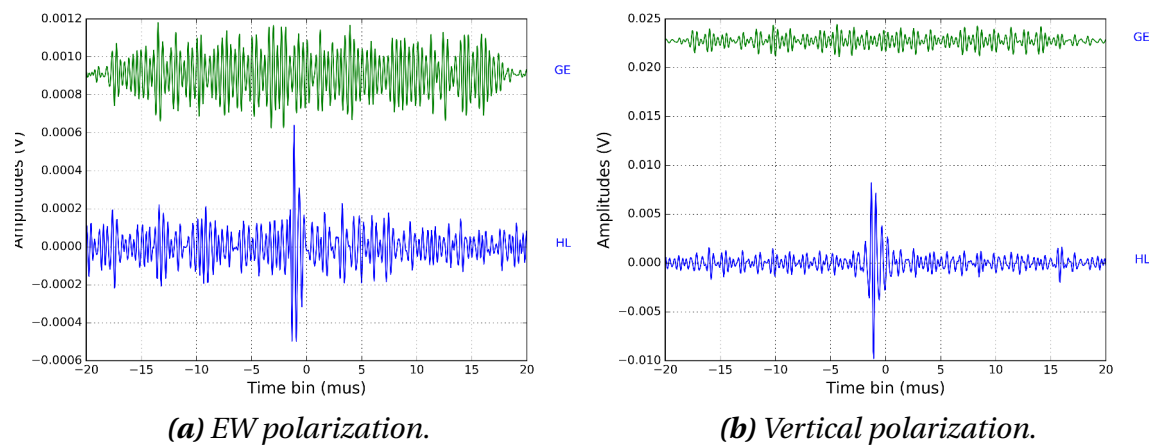 0.0012
0.0010
0.0008
0.0006
0.0004
0.0002
0.0000
−0.0002
−0.0004
−0.0006
Amplitudes (V)
−20 −15 −10 −5 0 5 10 15 20
Time bin (mus)
GE
HL
(a) EW polarization.
0.025
0.020
0.015
0.010
0.005
0.000
−0.005
−0.010
Amplitudes (V)
−20 −15 −10 −5 0 5 10 15 20
Time bin (mus)
GE
HL
(b) Vertical polarization.